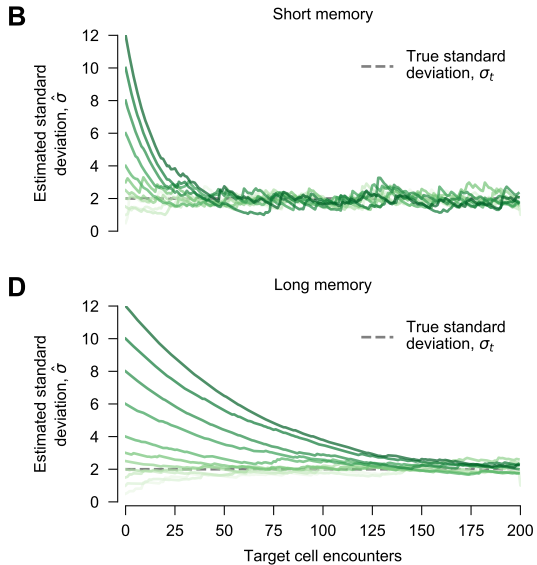 B
Short memory
Estimated standard
deviation, σ̂
12
10
8
6
4
2
0
True standard
deviation, σₜ
D
Long memory
Estimated standard
deviation, σ̂
12
10
8
6
4
2
0
True standard
deviation, σₜ
0 25 50 75 100 125 150 175 200
Target cell encounters